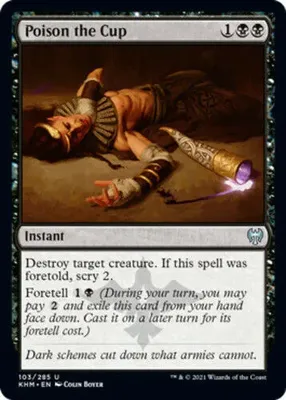 Poison the Cup 1
Instant
Destroy target creature. If this spell was
foretold, scry 2.
Foretell 1 (During your turn, you may
pay 2 and exile this card from your hand
face down. Cast it on a later turn for its
foretell cost.)
Dark schemes cut down what armies cannot.
103/285 U
KHM • EN Colin Boyer
™ & © 2021 Wizards of the Coast